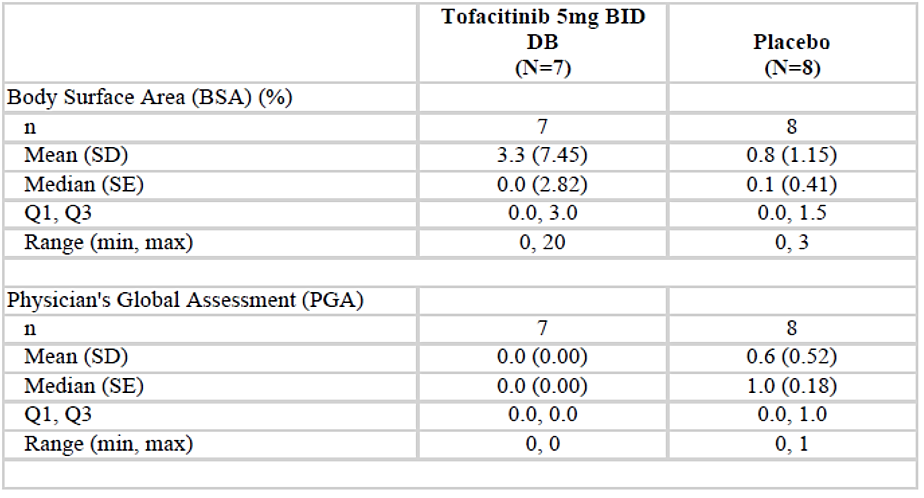 Tofacitinib 5mg BID
DB
(N=7)
Placebo
(N=8)
Body Surface Area (BSA) (%)
n 7 8
Mean (SD) 3.3 (7.45) 0.8 (1.15)
Median (SE) 0.0 (2.82) 0.1 (0.41)
Q1, Q3 0.0, 3.0 0.0, 1.5
Range (min, max) 0, 20 0, 3
Physician's Global Assessment (PGA)
n 7 8
Mean (SD) 0.0 (0.00) 0.6 (0.52)
Median (SE) 0.0 (0.00) 1.0 (0.18)
Q1, Q3 0.0, 0.0 0.0, 1.0
Range (min, max) 0, 0 0, 1